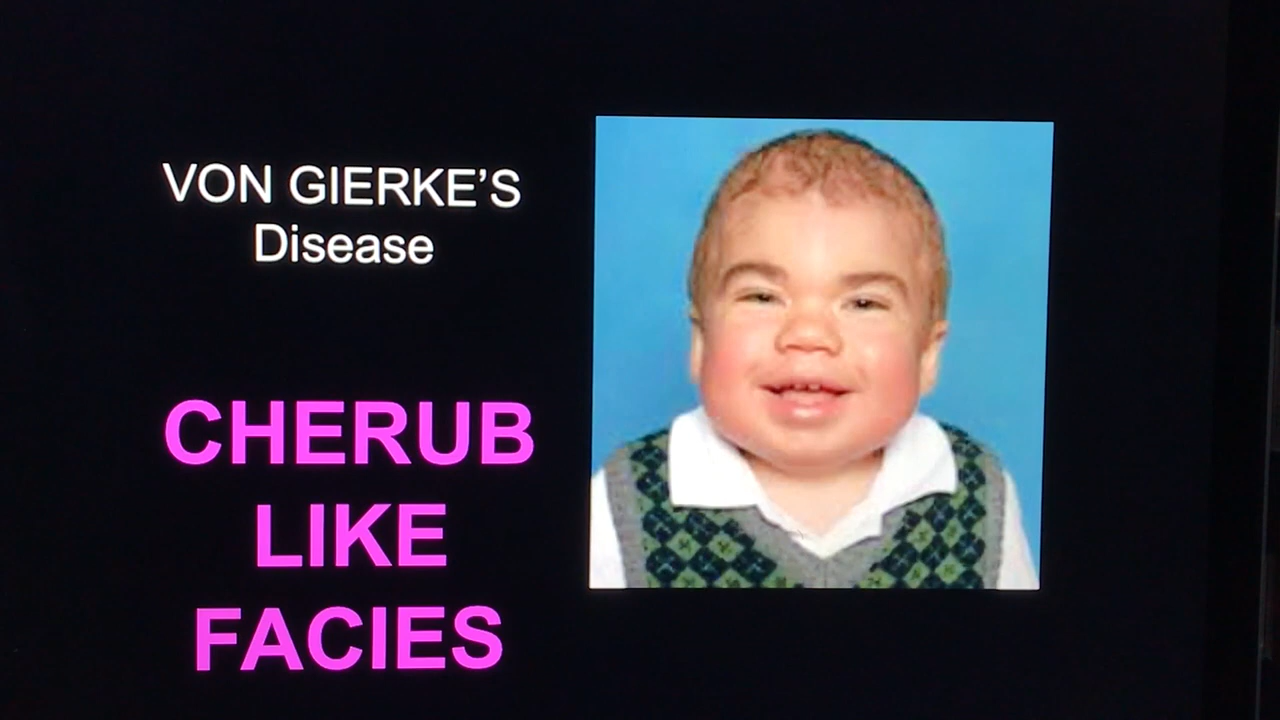 VON GIERKE’S
Disease
CHERUB
LIKE
FACIES